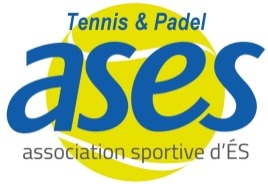 Tennis & Padel
ases
association sportive d'ÉS